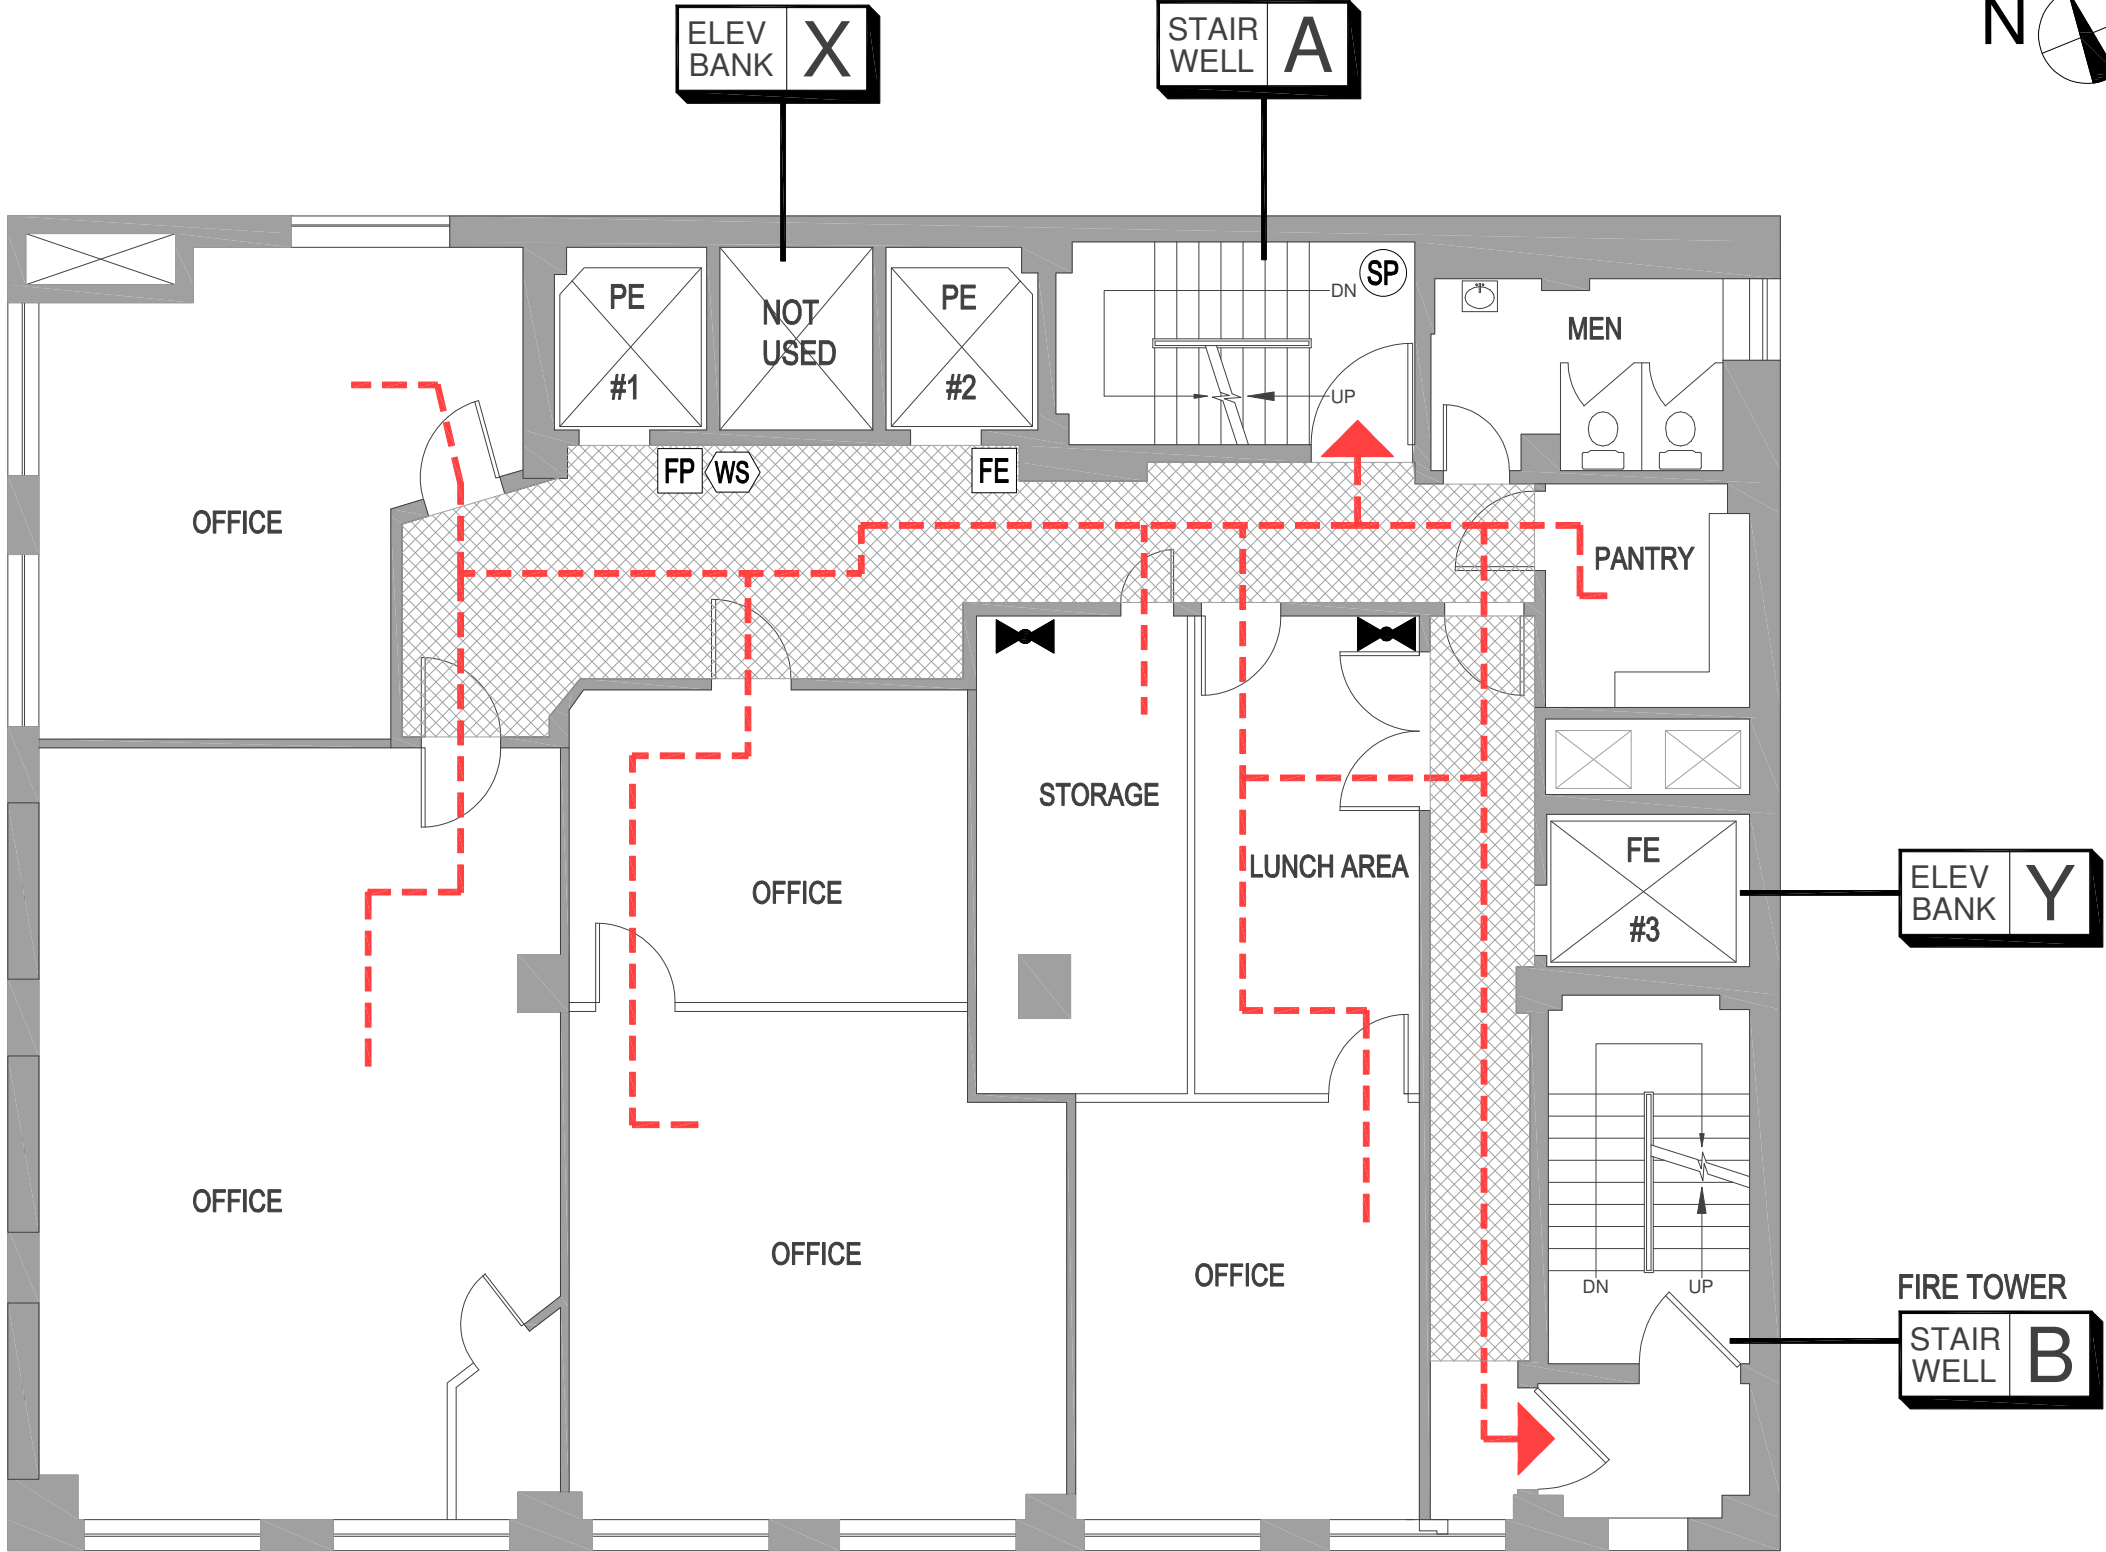 ELEV
BANK
X
STAIR
WELL
A
N
PE
#1
NOT
USED
PE
#2
DN
SP
UP
MEN
FP
WS
FE
OFFICE
PANTRY
STORAGE
LUNCH AREA
OFFICE
FE
#3
ELEV
BANK
Y
OFFICE
OFFICE
OFFICE
DN
UP
FIRE TOWER
STAIR
WELL
B